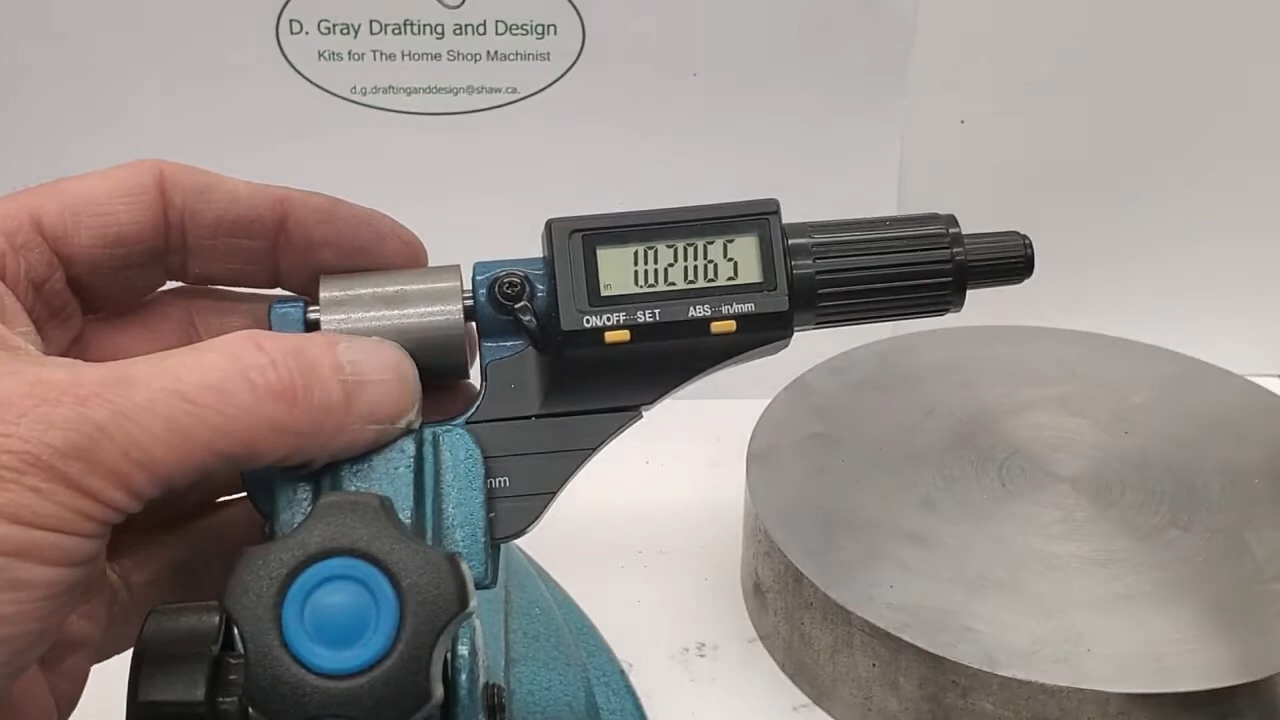 D. Gray Drafting and Design
Kits for The Home Shop Machinist
d.g.draftinganddesign@shaw.ca.
1.02065
in
ON/OFF···SET ABS···in/mm
mm